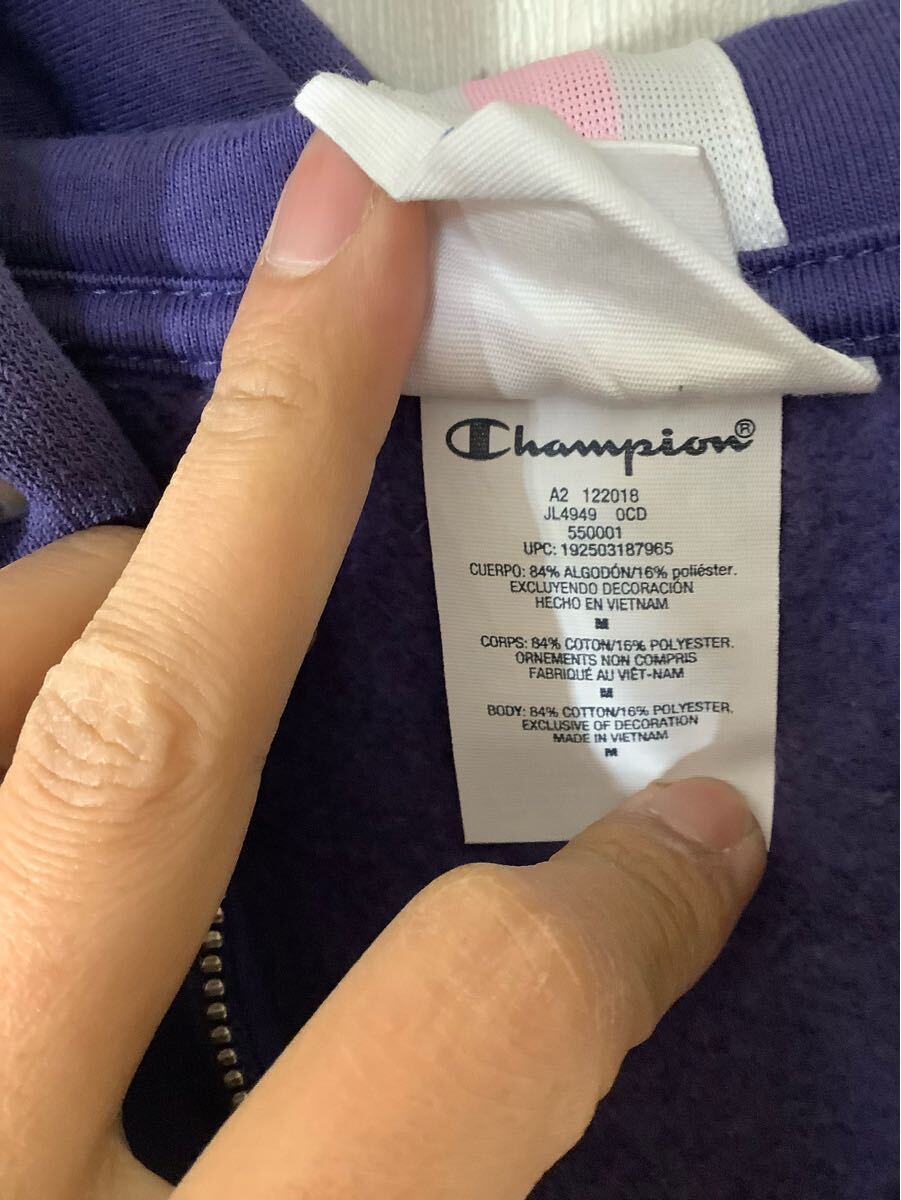 Champion®
A2 122018
JL4949 0CD
550001
UPC: 192503187965
CUERPO: 84% ALGODÓN/16% poliéster.
EXCLUYENDO DECORACIÓN
HECHO EN VIETNAM
M
CORPS: 84% COTON/16% POLYESTER.
ORNEMENTS NON COMPRIS
FABRIQUÉ AU VIÊT-NAM
M
BODY: 84% COTTON/16% POLYESTER.
EXCLUSIVE OF DECORATION
MADE IN VIETNAM
M